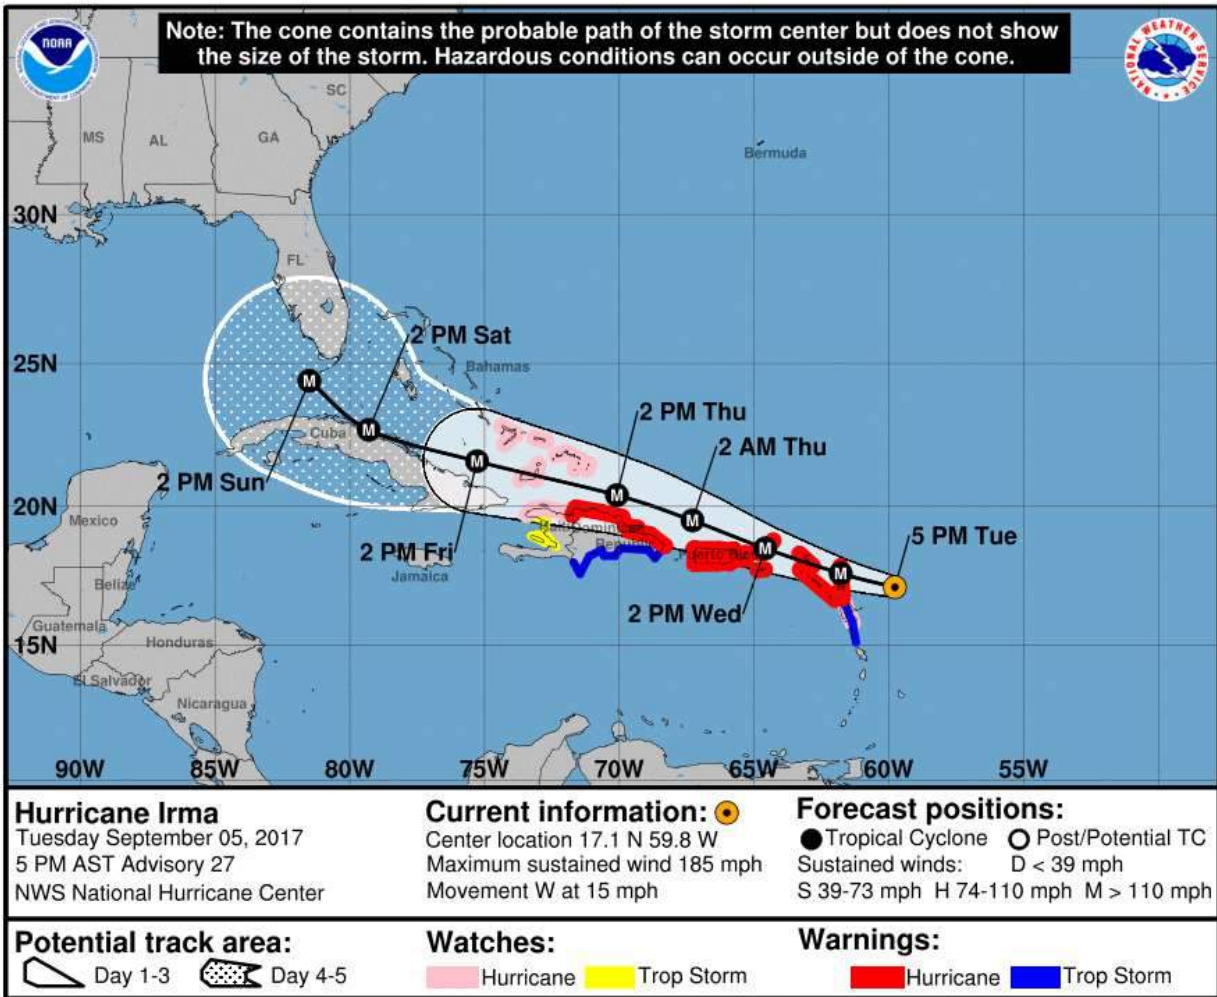 Note: The cone contains the probable path of the storm center but does not show
the size of the storm. Hazardous conditions can occur outside of the cone.
NOAA
NATIONAL WEATHER SERVICE
SC
MS
AL
GA
Bermuda
30N
FL
2 PM Sat
25N
Bahamas
2 PM Thu
Cuba
2 AM Thu
2 PM Sun
20N
Mexico
5 PM Tue
2 PM Fri
Jamaica
Belize
2 PM Wed
Guatemala
15N
Honduras
El Salvador
Nicaragua
90W
85W
80W
75W
70W
65W
60W
55W
M
M
M
M
M
M
M
Hurricane Irma
Tuesday September 05, 2017
5 PM AST Advisory 27
NWS National Hurricane Center
Current information:
Center location 17.1 N 59.8 W
Maximum sustained wind 185 mph
Movement W at 15 mph
Forecast positions:
Tropical Cyclone Post/Potential TC
Sustained winds: D < 39 mph
S 39-73 mph H 74-110 mph M > 110 mph
Potential track area:
Day 1-3 Day 4-5
Watches:
Hurricane Trop Storm
Warnings:
Hurricane Trop Storm